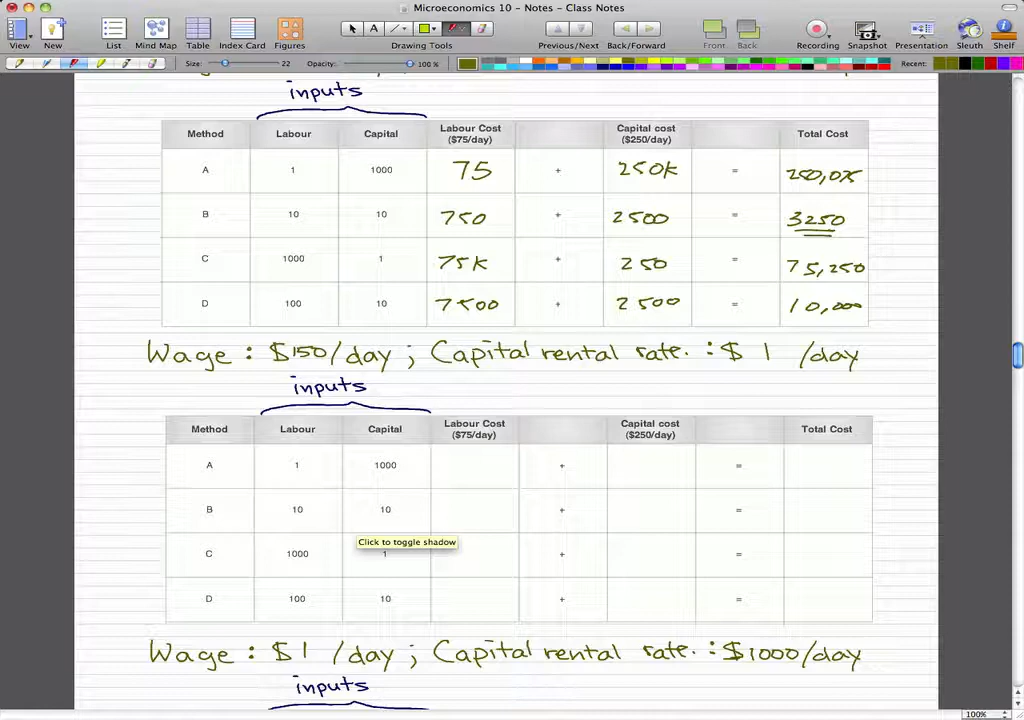 Microeconomics 10 - Notes - Class Notes
View New List Mind Map Table Index Card Figures A Drawing Tools Previous/Next Back/Forward Front Back Recording Snapshot Presentation Sleuth Shelf
Size: 22 Opacity: 100 % Recent:
inputs
Method Labour Capital Labour Cost ($75/day) Capital cost ($250/day) Total Cost
A 1 1000 75 + 250K = 250,075
B 10 10 750 + 2500 = 3250
C 1000 1 75K + 250 = 75,250
D 100 10 7500 + 2500 = 10,000
Wage : $150/day ; Capital rental rate. : $ 1 /day
inputs
Method Labour Capital Labour Cost ($75/day) Capital cost ($250/day) Total Cost
A 1 1000 + =
B 10 10 + =
Click to toggle shadow
C 1000 1 + =
D 100 10 + =
Wage : $1 /day ; Capital rental rate. : $1000/day
inputs
100%